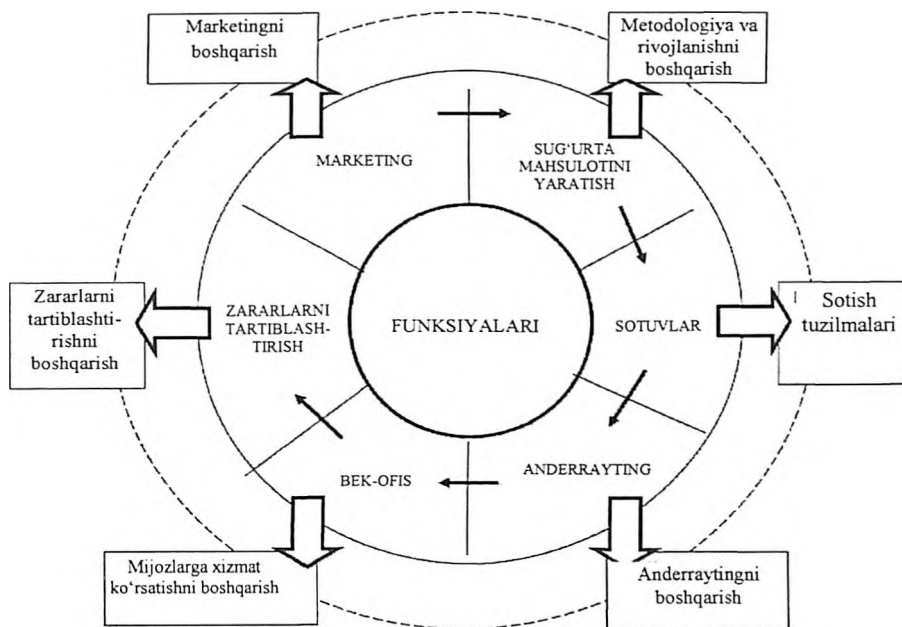 Marketingni
boshqarish
Metodologiya va
rivojlanishni
boshqarish
MARKETING
SUG‘URTA
MAHSULOTINI
YARATISH
Zararlarni
tartiblashti-
rishni
boshqarish
ZARARLARNI
TARTIBLASH-
TIRISH
FUNKSIYALARI
SOTUVLAR
Sotish
tuzilmalari
BEK-OFIS
ANDERRAYTING
Mijozlarga xizmat
ko‘rsatishni boshqarish
Anderraytingni
boshqarish